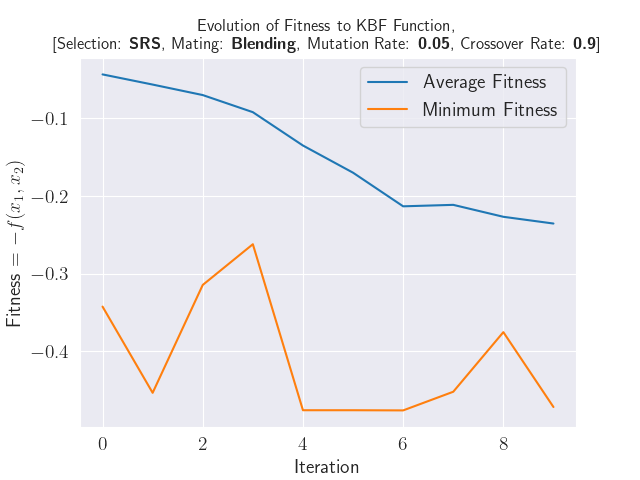 Evolution of Fitness to KBF Function,
[Selection: SRS, Mating: Blending, Mutation Rate: 0.05, Crossover Rate: 0.9]
Average Fitness
Minimum Fitness
Fitness = −f(x₁, x₂)
−0.1
−0.2
−0.3
−0.4
0 2 4 6 8
Iteration